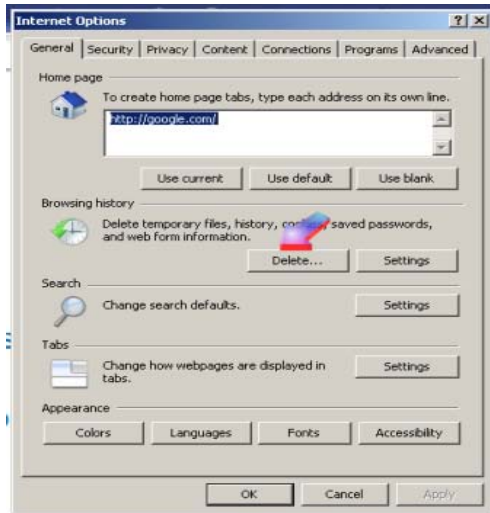 Internet Options
General Security Privacy Content Connections Programs Advanced
Home page
To create home page tabs, type each address on its own line.
http://google.com/
Use current Use default Use blank
Browsing history
Delete temporary files, history, cookies, saved passwords,
and web form information.
Delete... Settings
Search
Change search defaults. Settings
Tabs
Change how webpages are displayed in
tabs.
Settings
Appearance
Colors Languages Fonts Accessibility
OK Cancel Apply